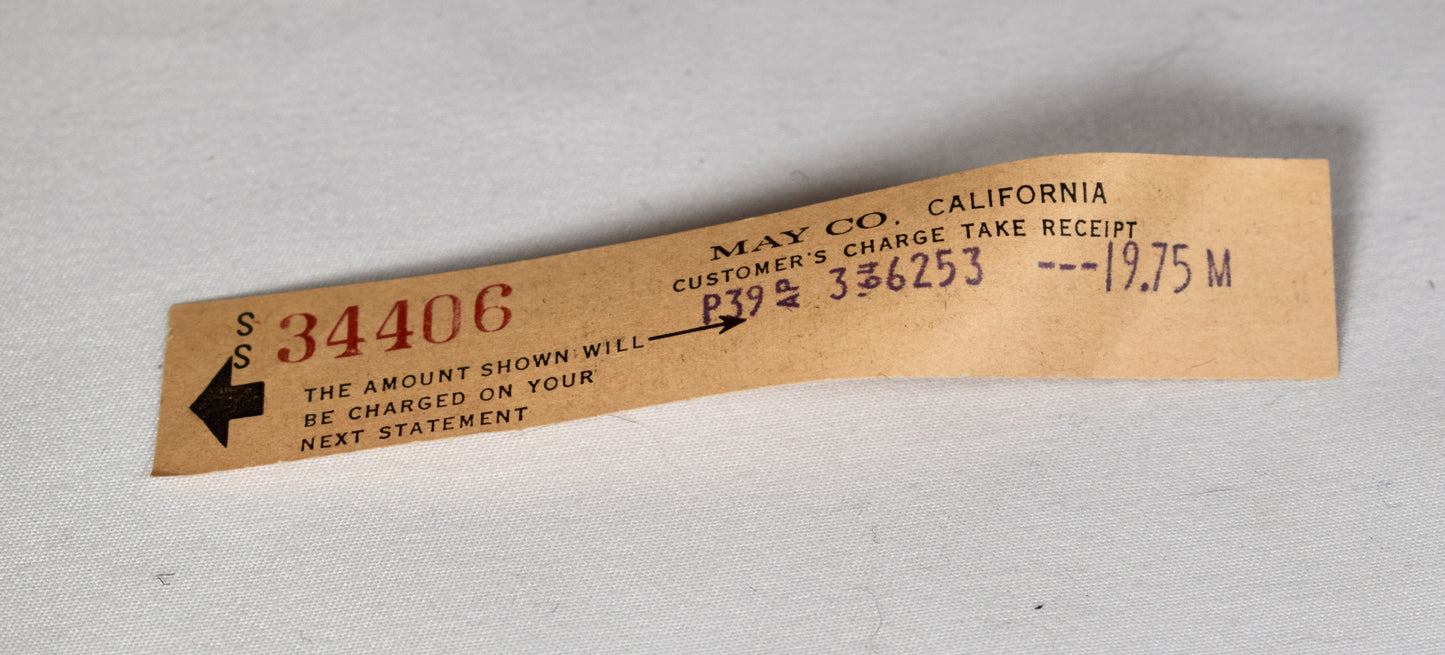 MAY CO. CALIFORNIA
CUSTOMER'S CHARGE TAKE RECEIPT
P39 AP 3 6253 ---19.75 M
SS 34406
THE AMOUNT SHOWN WILL
BE CHARGED ON YOUR
NEXT STATEMENT